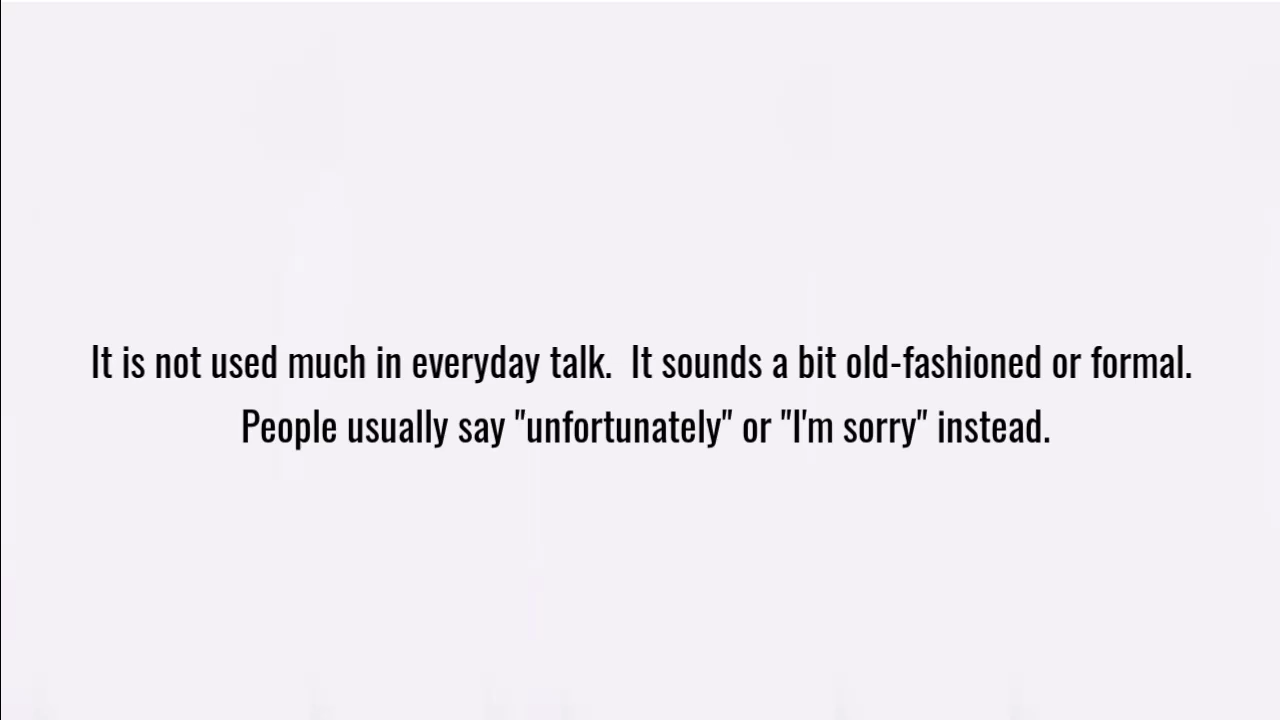 It is not used much in everyday talk.  It sounds a bit old-fashioned or formal.
People usually say "unfortunately" or "I'm sorry" instead.